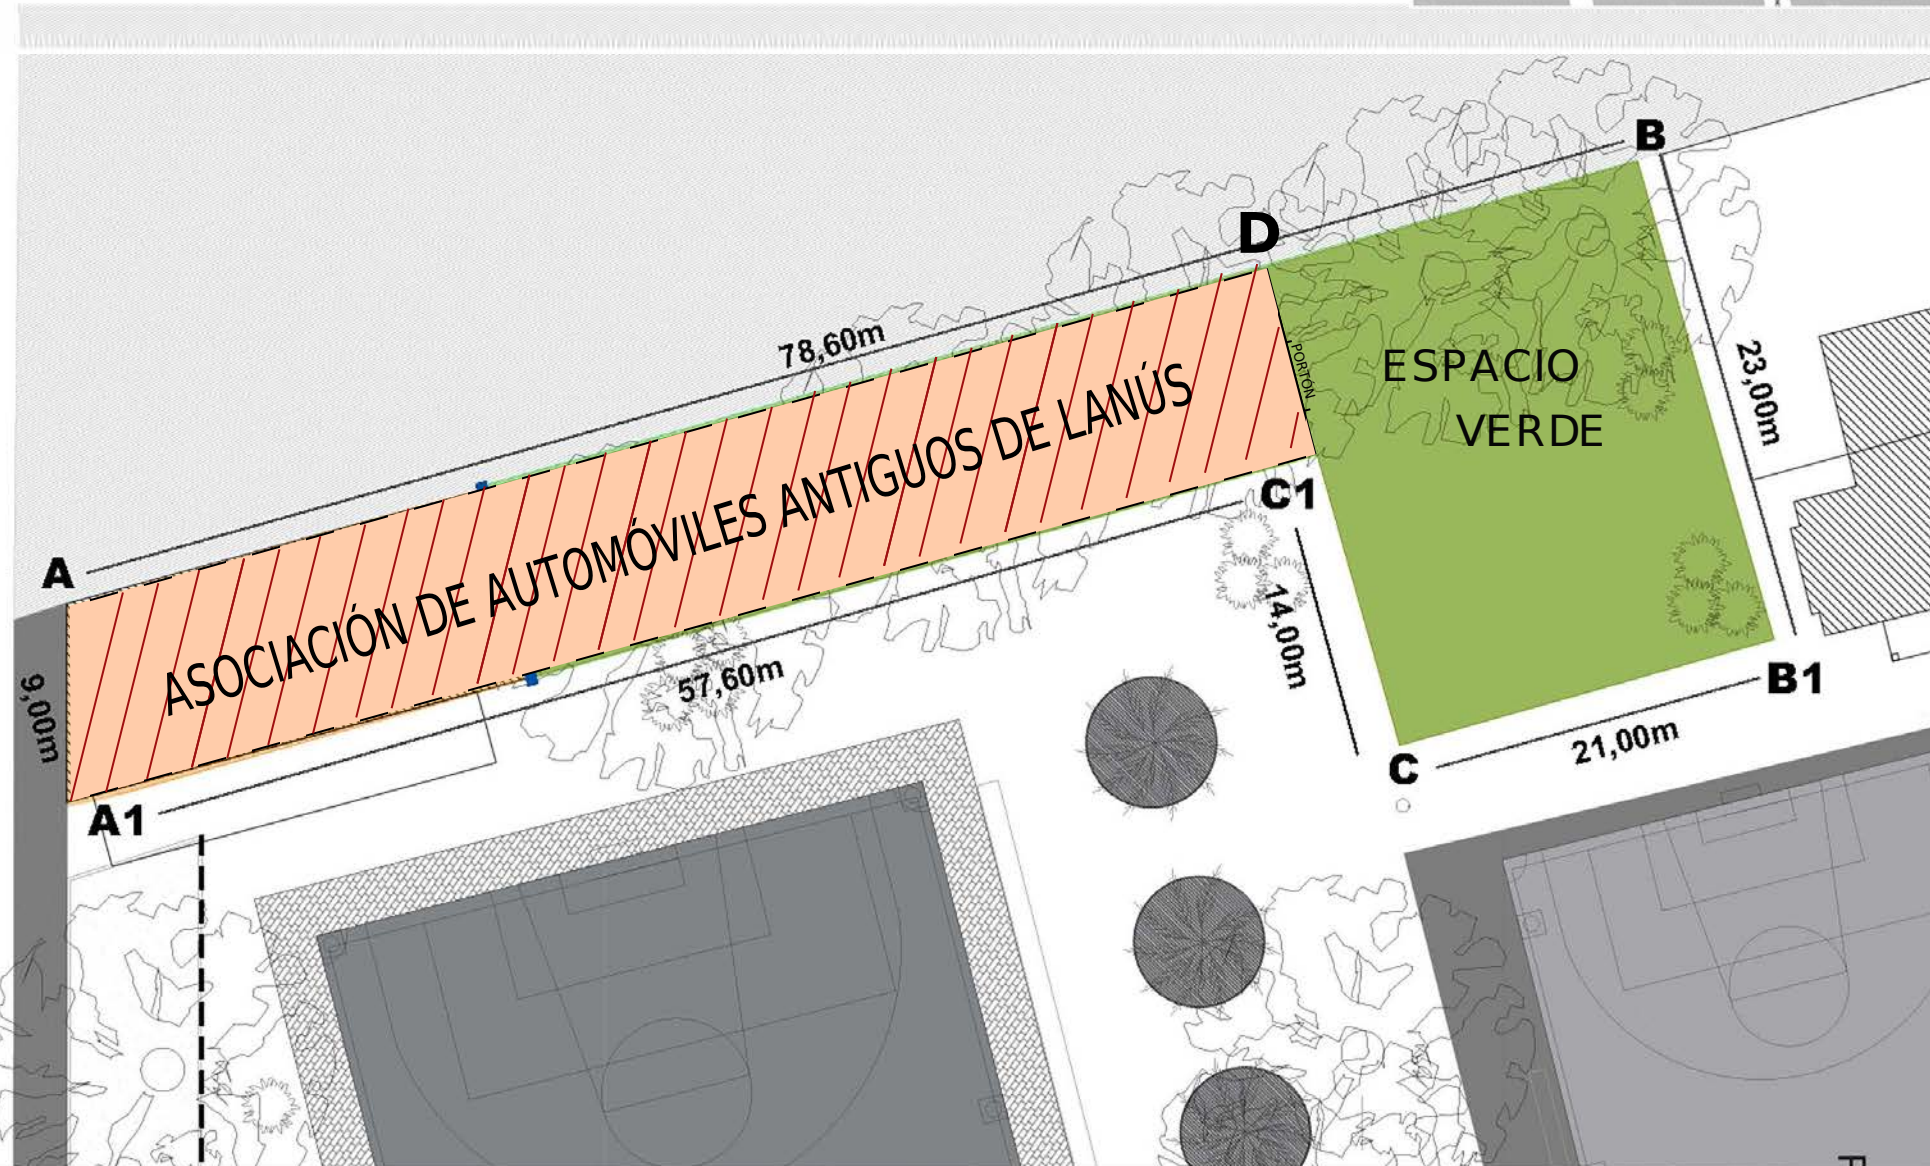 B
D
78,60m
PORTÓN
ESPACIO
VERDE
23,00m
ASOCIACIÓN DE AUTOMÓVILES ANTIGUOS DE LANÚS
C1
A
14,00m
57,60m
9,00m
B1
21,00m
C
A1